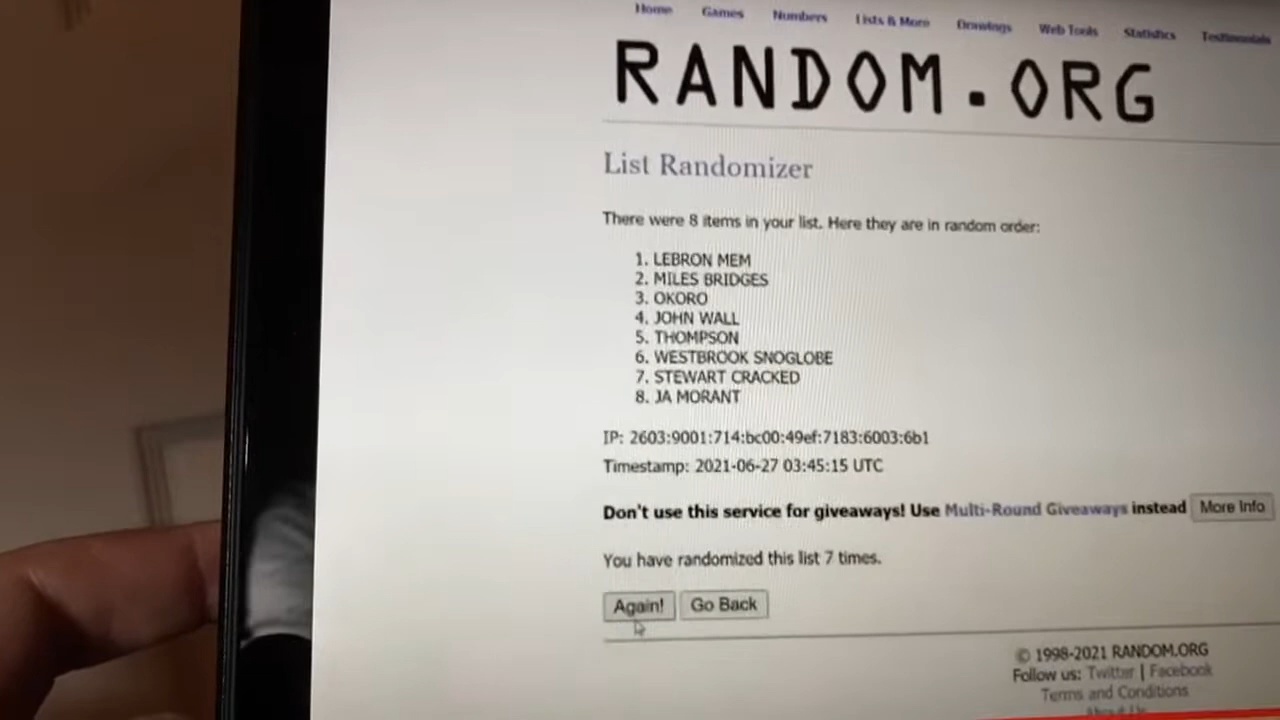 Home Games Numbers Lists & More Drawings Web Tools Statistics Testimonials
RANDOM.ORG
List Randomizer
There were 8 items in your list. Here they are in random order:
1. LEBRON MEM
2. MILES BRIDGES
3. OKORO
4. JOHN WALL
5. THOMPSON
6. WESTBROOK SNOGLOBE
7. STEWART CRACKED
8. JA MORANT
IP: 2603:9001:714:bc00:49ef:7183:6003:6b1
Timestamp: 2021-06-27 03:45:15 UTC
Don't use this service for giveaways! Use Multi-Round Giveaways instead More Info
You have randomized this list 7 times.
Again! Go Back
© 1998-2021 RANDOM.ORG
Follow us: Twitter | Facebook
Terms and Conditions
About Us